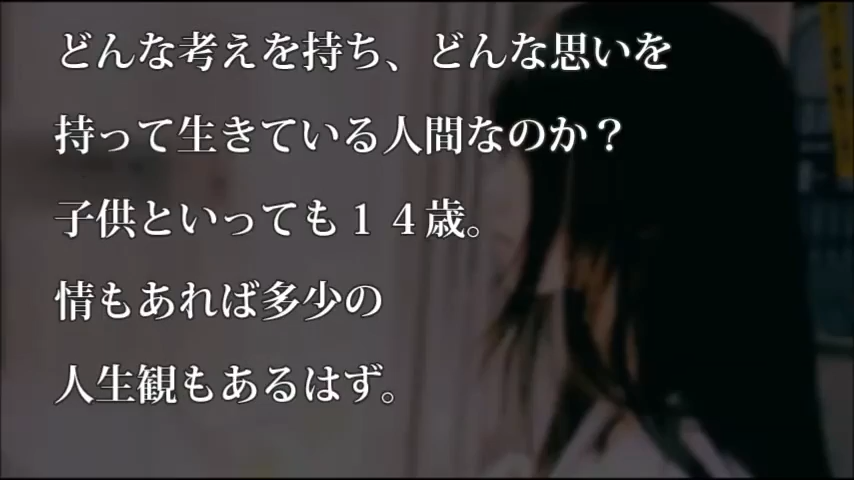 どんな考えを持ち、どんな思いを
持って生きている人間なのか？
子供といっても１４歳。
情もあれば多少の
人生観もあるはず。